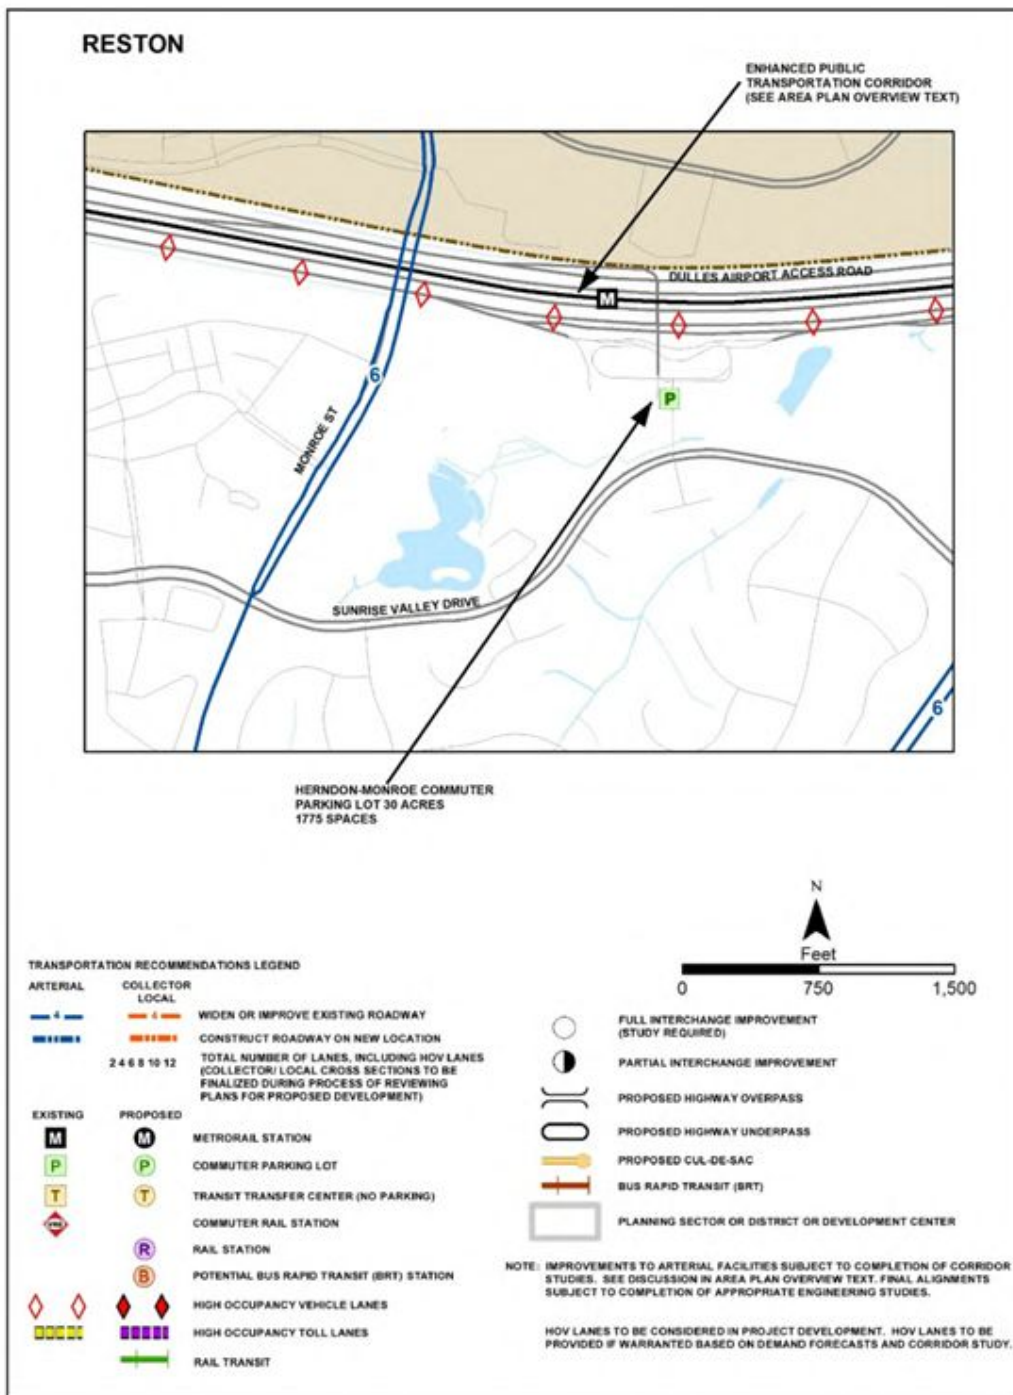 RESTON
ENHANCED PUBLIC
TRANSPORTATION CORRIDOR
(SEE AREA PLAN OVERVIEW TEXT)
DULLES AIRPORT ACCESS ROAD
M
6
P
MONROE ST
SUNRISE VALLEY DRIVE
6
HERNDON-MONROE COMMUTER
PARKING LOT 30 ACRES
1775 SPACES
N
Feet
0 750 1,500
TRANSPORTATION RECOMMENDATIONS LEGEND
ARTERIAL COLLECTOR
LOCAL
4 4 WIDEN OR IMPROVE EXISTING ROADWAY
CONSTRUCT ROADWAY ON NEW LOCATION
2 4 6 8 10 12 TOTAL NUMBER OF LANES, INCLUDING HOV LANES
(COLLECTOR/ LOCAL CROSS SECTIONS TO BE
FINALIZED DURING PROCESS OF REVIEWING
PLANS FOR PROPOSED DEVELOPMENT)
EXISTING PROPOSED
M M METRORAIL STATION
P P COMMUTER PARKING LOT
T T TRANSIT TRANSFER CENTER (NO PARKING)
VRE COMMUTER RAIL STATION
R RAIL STATION
B POTENTIAL BUS RAPID TRANSIT (BRT) STATION
HIGH OCCUPANCY VEHICLE LANES
HIGH OCCUPANCY TOLL LANES
RAIL TRANSIT
FULL INTERCHANGE IMPROVEMENT
(STUDY REQUIRED)
PARTIAL INTERCHANGE IMPROVEMENT
PROPOSED HIGHWAY OVERPASS
PROPOSED HIGHWAY UNDERPASS
PROPOSED CUL-DE-SAC
BUS RAPID TRANSIT (BRT)
PLANNING SECTOR OR DISTRICT OR DEVELOPMENT CENTER
NOTE: IMPROVEMENTS TO ARTERIAL FACILITIES SUBJECT TO COMPLETION OF CORRIDOR
STUDIES. SEE DISCUSSION IN AREA PLAN OVERVIEW TEXT. FINAL ALIGNMENTS
SUBJECT TO COMPLETION OF APPROPRIATE ENGINEERING STUDIES.
HOV LANES TO BE CONSIDERED IN PROJECT DEVELOPMENT. HOV LANES TO BE
PROVIDED IF WARRANTED BASED ON DEMAND FORECASTS AND CORRIDOR STUDY.